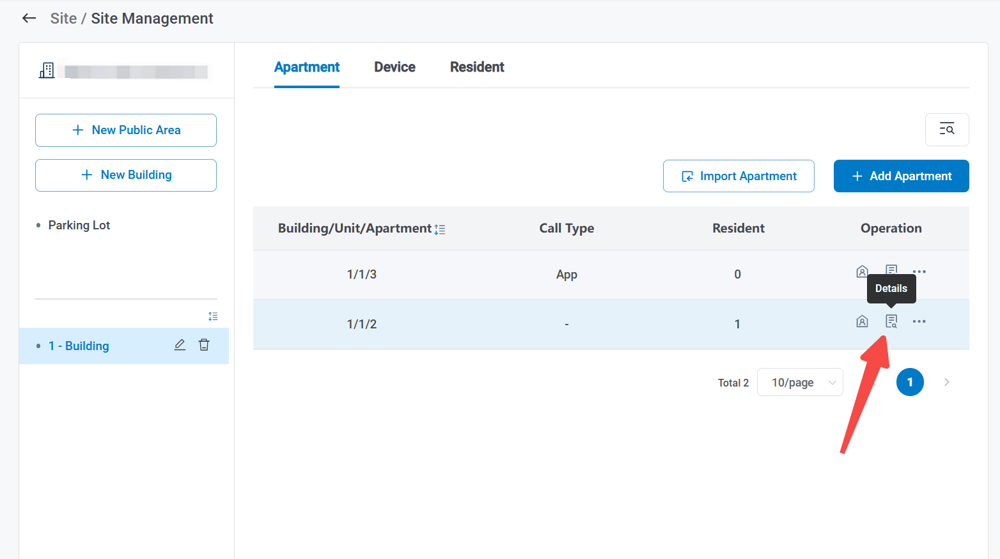 Site / Site Management
Apartment Device Resident
+ New Public Area
+ New Building
Import Apartment + Add Apartment
Parking Lot
Building/Unit/Apartment Call Type Resident Operation
1/1/3 App 0
Details
1/1/2 - 1
1 - Building
Total 2 10/page 1